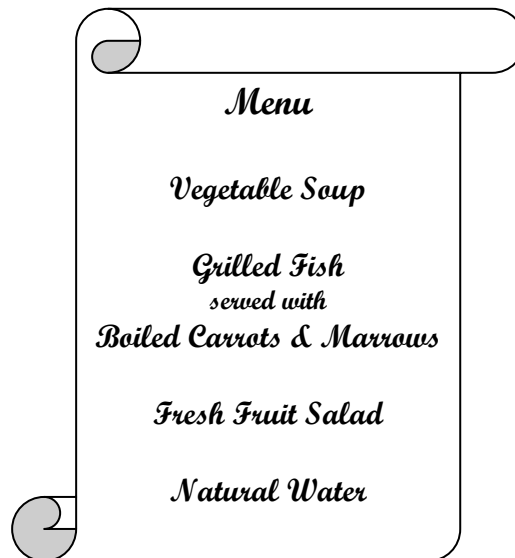 Menu
Vegetable Soup
Grilled Fish
served with
Boiled Carrots & Marrows
Fresh Fruit Salad
Natural Water